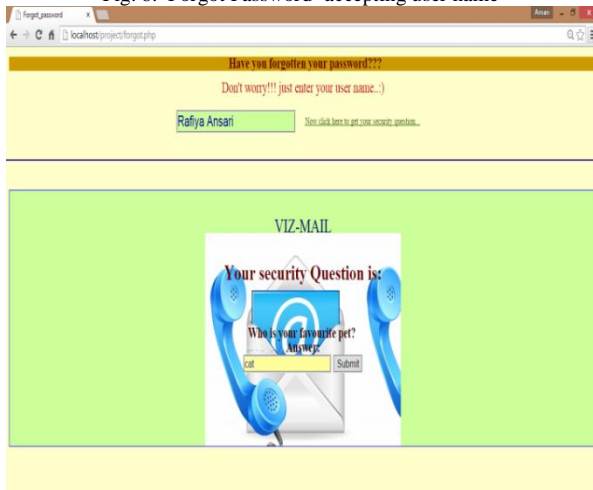 Fig. 6. 'Forgot Password' accepting user name
Forgot_password
Aman
localhost/project/forgot.php
Have you forgotten your password???
Don't worry!!! just enter your user name..:)
Rafiya Ansari
Now click here to get your security question...
VIZ-MAIL
Your security Question is:
Who is your favourite pet?
Answer:
cat
Submit